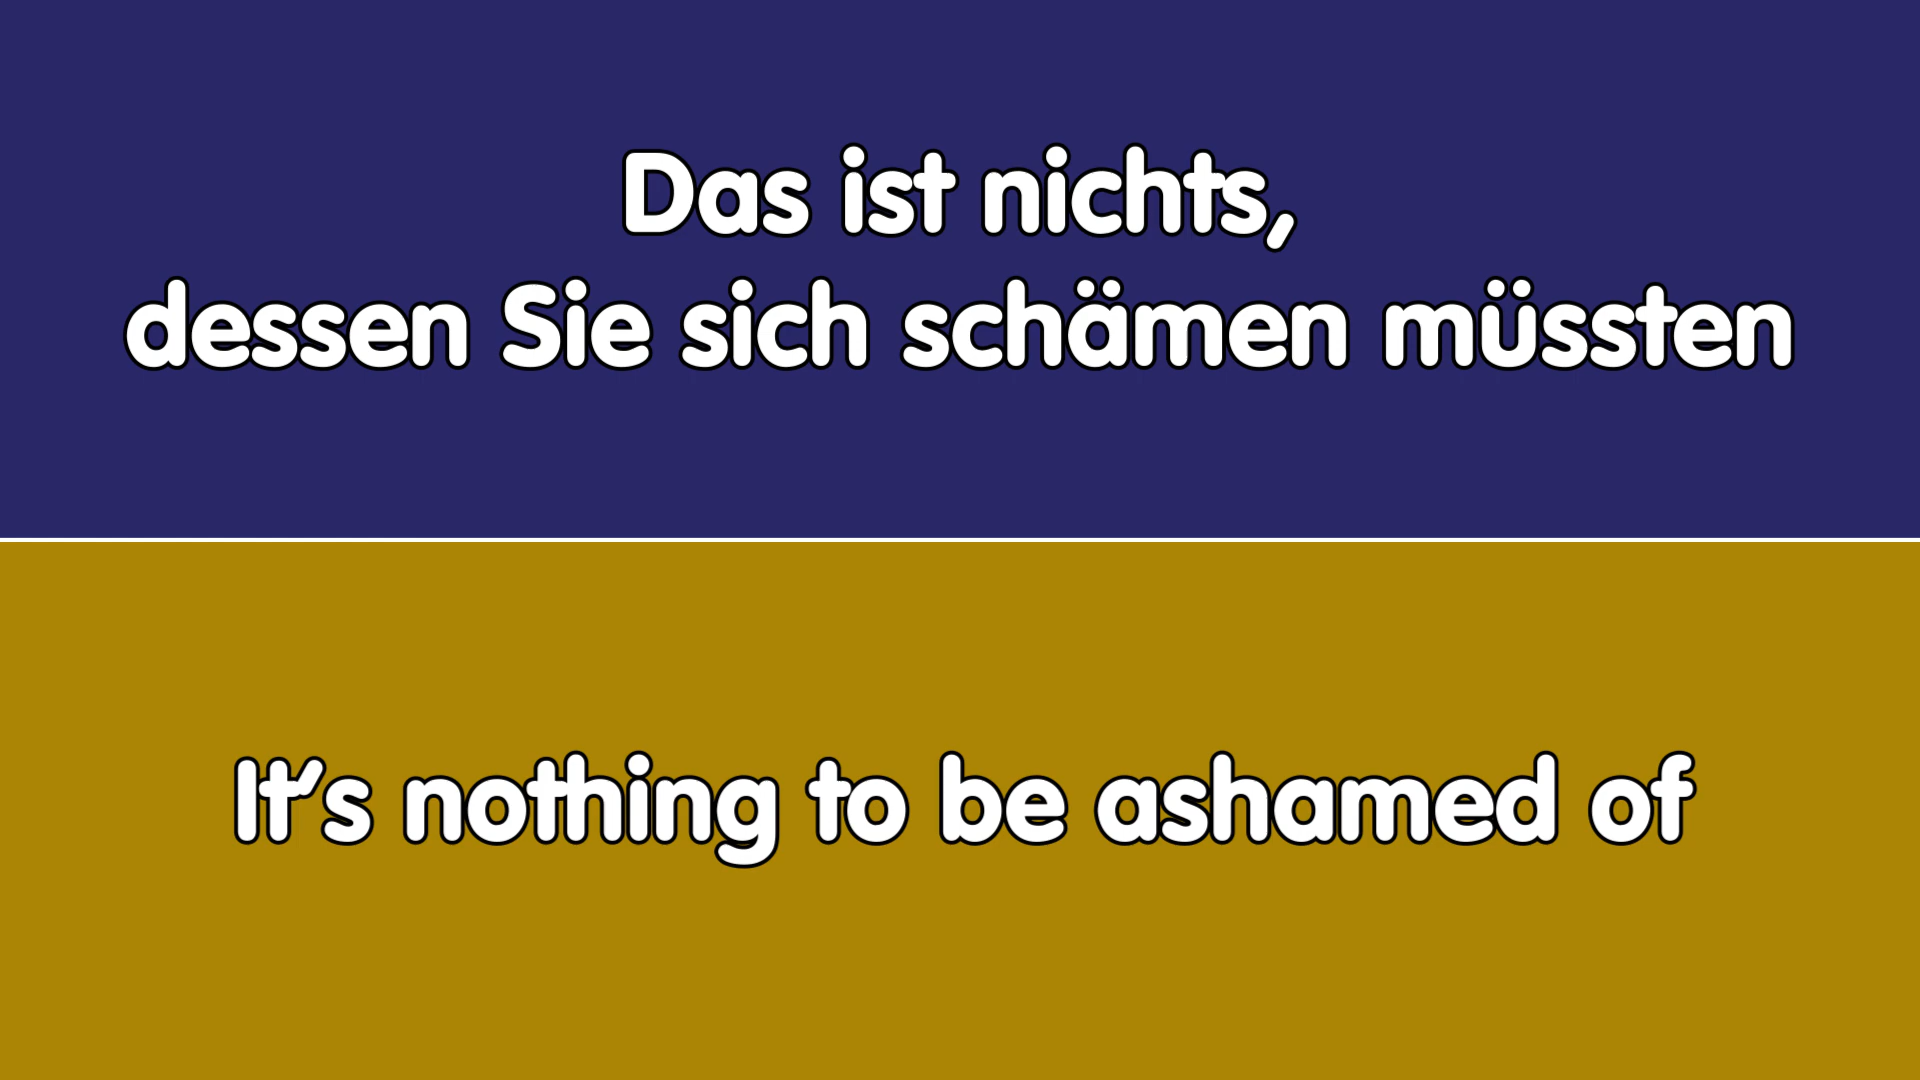 Das ist nichts,
dessen Sie sich schämen müssten
It's nothing to be ashamed of